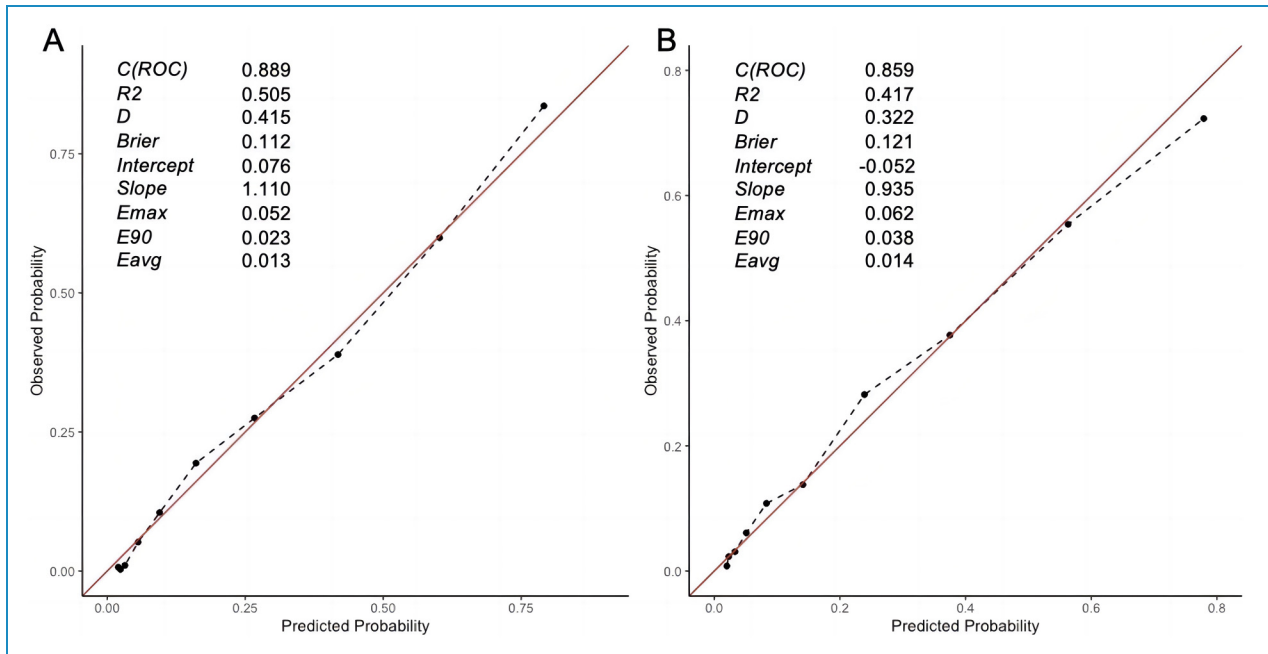 A
C(ROC) 0.889
R2 0.505
D 0.415
Brier 0.112
Intercept 0.076
Slope 1.110
Emax 0.052
E90 0.023
Eavg 0.013
Observed Probability
0.75
0.50
0.25
0.00
0.00 0.25 0.50 0.75
Predicted Probability
B
C(ROC) 0.859
R2 0.417
D 0.322
Brier 0.121
Intercept -0.052
Slope 0.935
Emax 0.062
E90 0.038
Eavg 0.014
Observed Probability
0.8
0.6
0.4
0.2
0.0
0.0 0.2 0.4 0.6 0.8
Predicted Probability